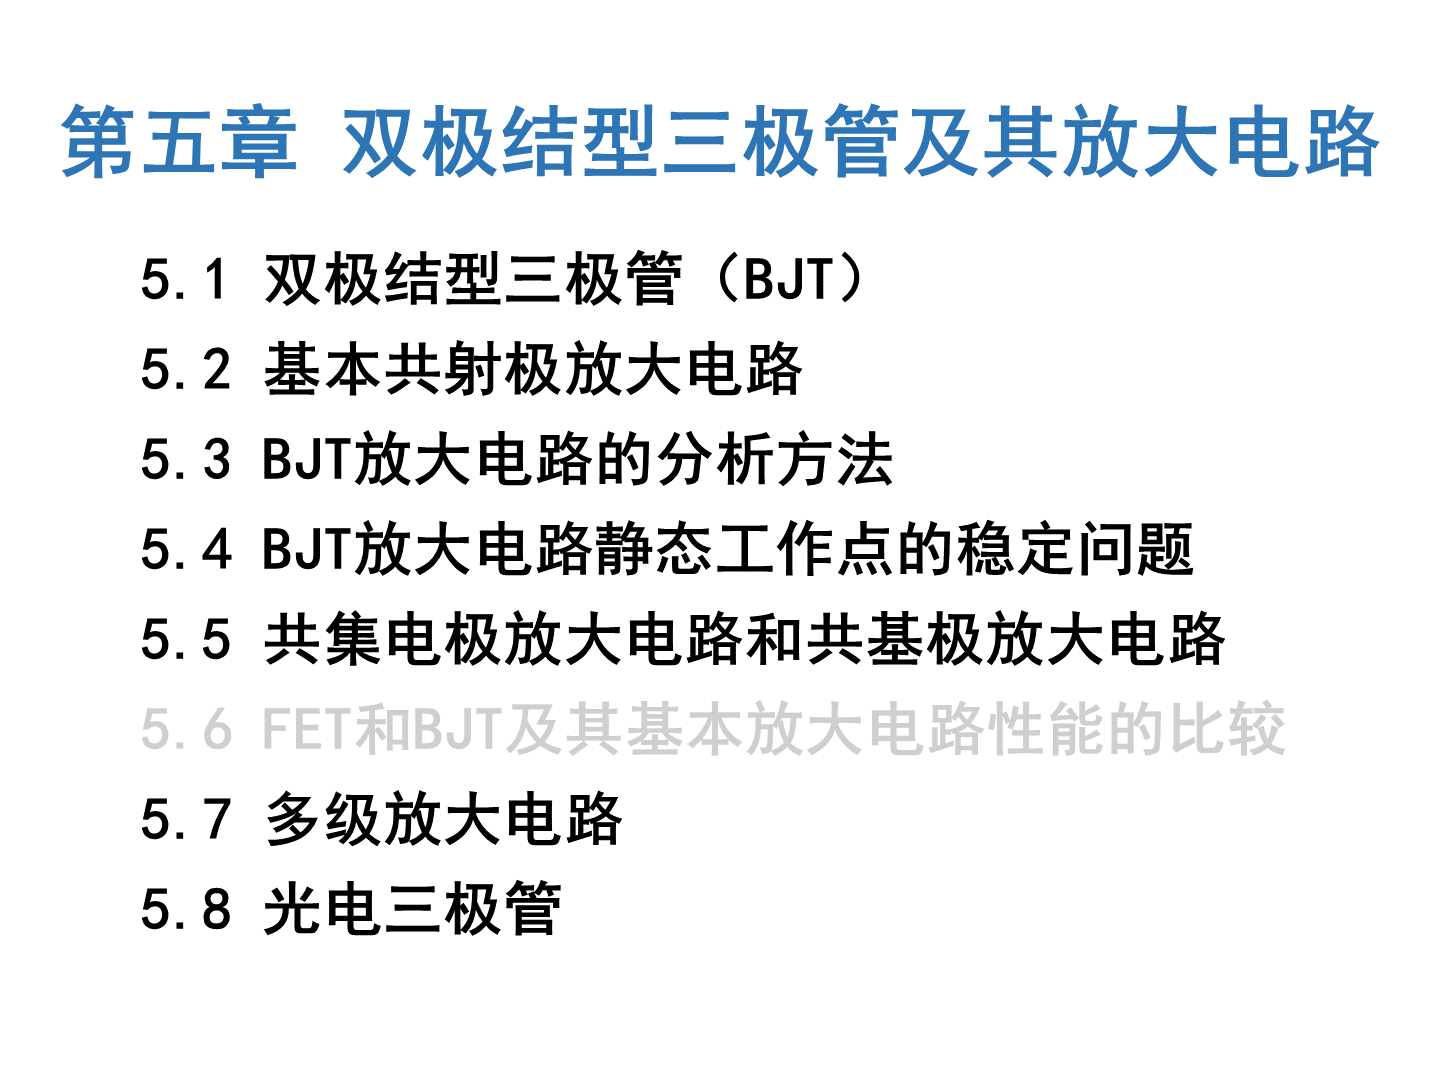 第五章 双极结型三极管及其放大电路
5.1 双极结型三极管（BJT）
5.2 基本共射极放大电路
5.3 BJT放大电路的分析方法
5.4 BJT放大电路静态工作点的稳定问题
5.5 共集电极放大电路和共基极放大电路
5.6 FET和BJT及其基本放大电路性能的比较
5.7 多级放大电路
5.8 光电三极管